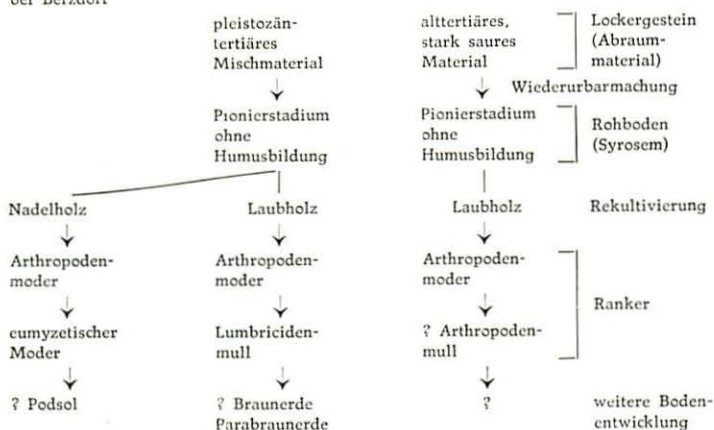 bei Berzdorf
pleistozän-
tertiäres
Mischmaterial
alttertiäres,
stark saures
Material
Lockergestein
(Abraum-
material)
Wiederurbarmachung
Pionierstadium
ohne
Humusbildung
Pionierstadium
ohne
Humusbildung
Rohboden
(Syrosem)
Nadelholz
Laubholz
Laubholz
Rekultivierung
Arthropoden-
moder
Arthropoden-
moder
Arthropoden-
moder
Ranker
eumyzetischer
Moder
Lumbriciden-
mull
? Arthropoden-
mull
? Podsol
? Braunerde
Parabraunerde
?
weitere Boden-
entwicklung